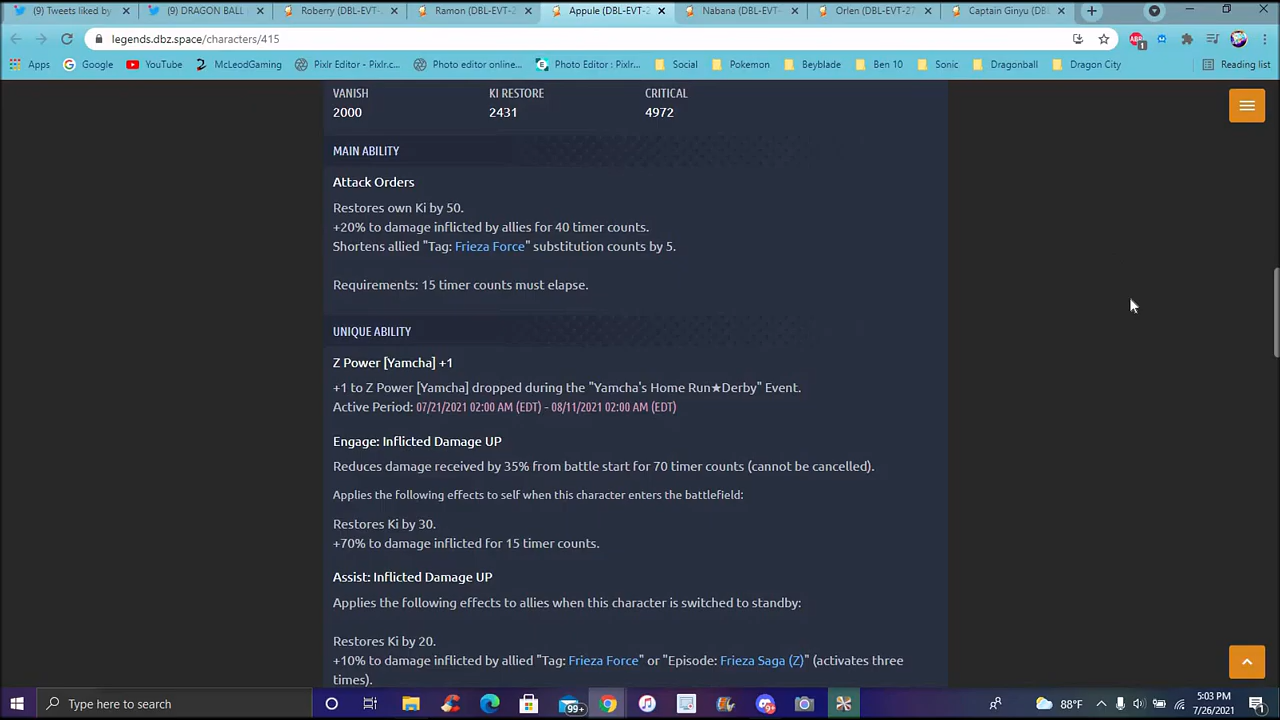 (9) Tweets liked by
(9) DRAGON BALL
Roberry (DBL-EVT-
Ramon (DBL-EVT-2
Appule (DBL-EVT-2
Nabana (DBL-EVT-
Orlen (DBL-EVT-27
Captain Ginyu (DB
legends.dbz.space/characters/415
Apps
Google
YouTube
McLeodGaming
Pixlr Editor - Pixlr.c...
Photo editor online...
Photo Editor : Pixlr...
Social
Pokemon
Beyblade
Ben 10
Sonic
Dragonball
Dragon City
Reading list
VANISH KI RESTORE CRITICAL
2000 2431 4972
MAIN ABILITY
Attack Orders
Restores own Ki by 50.
+20% to damage inflicted by allies for 40 timer counts.
Shortens allied "Tag: Frieza Force" substitution counts by 5.
Requirements: 15 timer counts must elapse.
UNIQUE ABILITY
Z Power [Yamcha] +1
+1 to Z Power [Yamcha] dropped during the "Yamcha's Home Run★Derby" Event.
Active Period: 07/21/2021 02:00 AM (EDT) - 08/11/2021 02:00 AM (EDT)
Engage: Inflicted Damage UP
Reduces damage received by 35% from battle start for 70 timer counts (cannot be cancelled).
Applies the following effects to self when this character enters the battlefield:
Restores Ki by 30.
+70% to damage inflicted for 15 timer counts.
Assist: Inflicted Damage UP
Applies the following effects to allies when this character is switched to standby:
Restores Ki by 20.
+10% to damage inflicted by allied "Tag: Frieza Force" or "Episode: Frieza Saga (Z)" (activates three
times).
Type here to search
99+
88°F
5:03 PM
7/26/2021